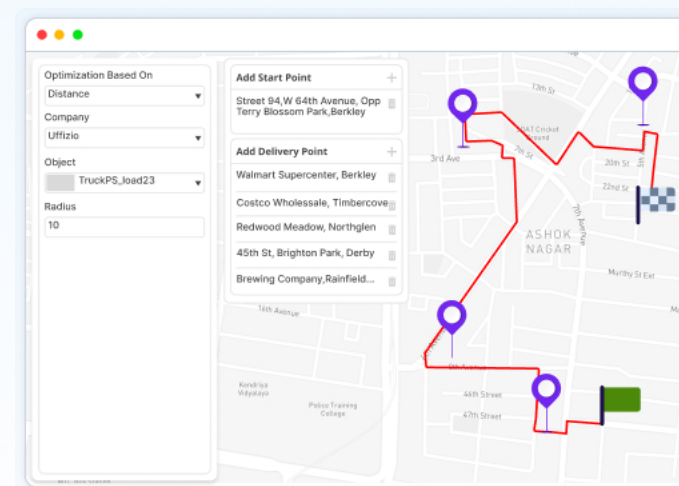 Optimization Based On
Distance
Company
Uffizio
Object
TruckPS_load23
Radius
10
Add Start Point
Street 94,W 64th Avenue, Opp
Terry Blossom Park,Berkley
Add Delivery Point
Walmart Supercenter, Berkley
Costco Wholessale, Timbercove
Redwood Meadow, Northglen
45th St, Brighton Park, Derby
Brewing Company,Rainfield...
13th St
3rd Ave
7th St
20th St
22nd St
7th Avenue
ASHOK
NAGAR
Murthy St Ext
16th Avenue
Kendriya
Vidyalaya
Police Training
College
46th Street
47th Street